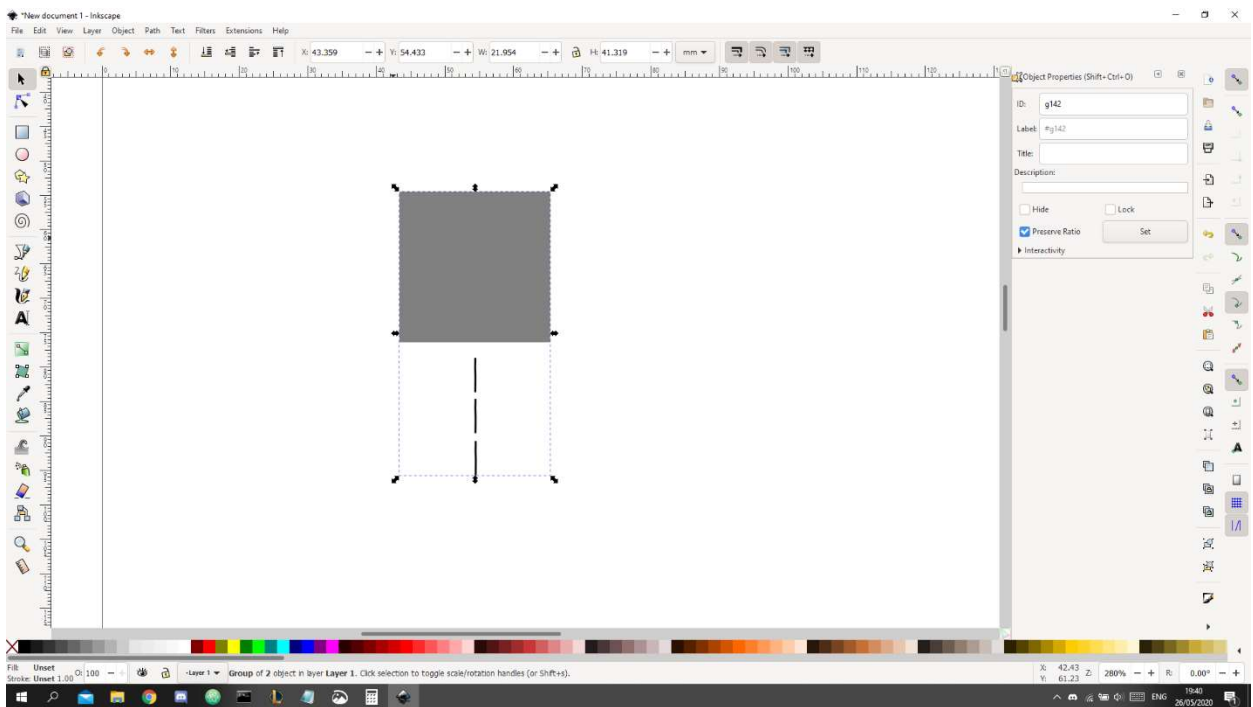 *New document 1 - Inkscape
File Edit View Layer Object Path Text Filters Extensions Help
X: 43.359 − + Y: 54.433 − + W: 21.954 − + H: 41.319 − + mm
Object Properties (Shift+Ctrl+O)
ID: g142
Label: #g142
Title:
Description:
Hide Lock
Preserve Ratio Set
Interactivity
Fill: Unset
Stroke: Unset 1.00 O: 100 − + -Layer 1 Group of 2 object in layer Layer 1. Click selection to toggle scale/rotation handles (or Shift+s).
X: 42.43
Y: 61.23
Z: 280% − + R: 0.00° − +
ENG
19:40
26/05/2020